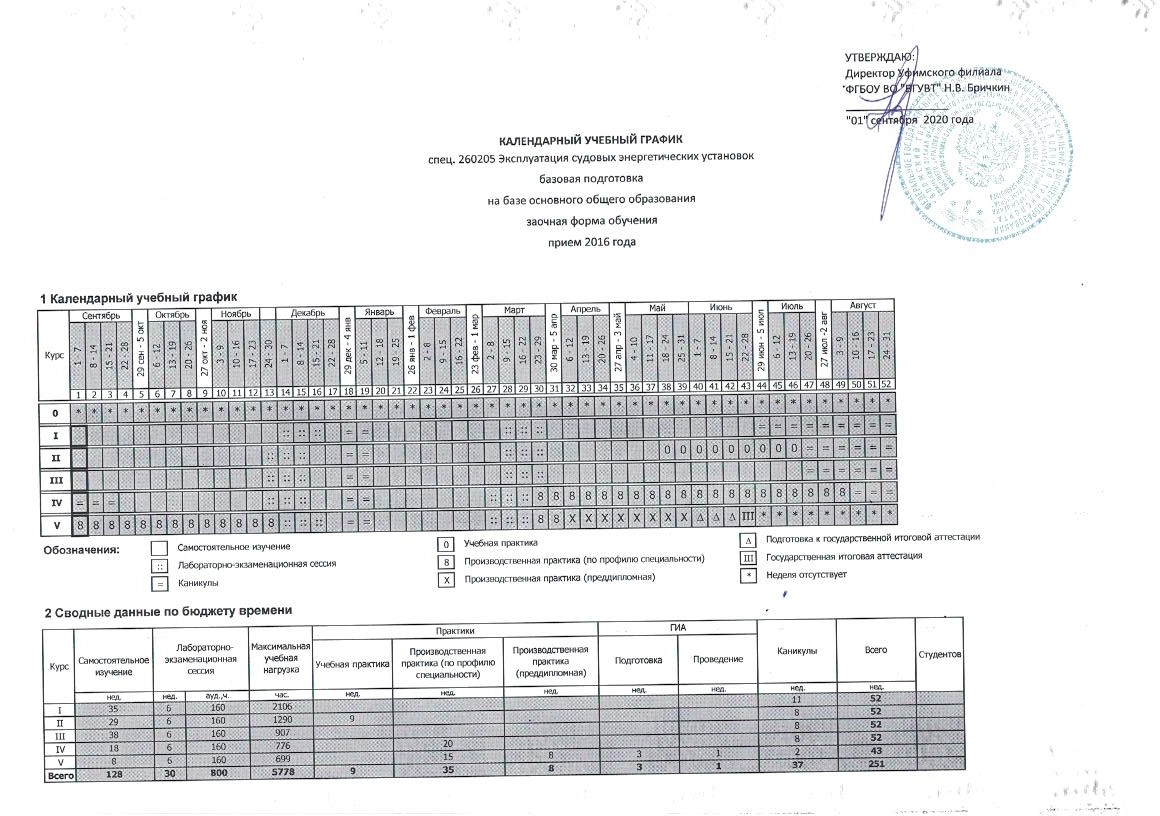 УТВЕРЖДАЮ:
Директор Уфимского филиала
ФГБОУ ВО "ВГУВТ" Н.В. Бричкин
"01" сентября 2020 года
КАЛЕНДАРНЫЙ УЧЕБНЫЙ ГРАФИК
спец. 260205 Эксплуатация судовых энергетических установок
базовая подготовка
на базе основного общего образования
заочная форма обучения
прием 2016 года
1 Календарный учебный график
Курс Сентябрь 29 сен - 5 окт Октябрь 27 окт - 2 ноя Ноябрь Декабрь 29 дек - 4 янв Январь 26 янв - 1 фев Февраль 23 фев - 1 мар Март 30 мар - 5 апр Апрель 27 апр - 3 май Май Июнь 29 июн - 5 июл Июль 27 июл - 2 авг Август
1 - 7 8 - 14 15 - 21 22 - 28 6 - 12 13 - 19 20 - 26 3 - 9 10 - 16 17 - 23 24 - 30 1 - 7 8 - 14 15 - 21 22 - 28 5 - 11 12 - 18 19 - 25 2 - 8 9 - 15 16 - 22 2 - 8 9 - 15 16 - 22 23 - 29 6 - 12 13 - 19 20 - 26 4 - 10 11 - 17 18 - 24 25 - 31 1 - 7 8 - 14 15 - 21 22 - 28 6 - 12 13 - 19 20 - 26 3 - 9 10 - 16 17 - 23 24 - 31
1 2 3 4 5 6 7 8 9 10 11 12 13 14 15 16 17 18 19 20 21 22 23 24 25 26 27 28 29 30 31 32 33 34 35 36 37 38 39 40 41 42 43 44 45 46 47 48 49 50 51 52
0 * * * * * * * * * * * * * * * * * * * * * * * * * * * * * * * * * * * * * * * * * * * * * * * * * * * *
I :: :: :: = = :: :: :: = = = = = = = = =
II :: :: :: = = :: :: :: 0 0 0 0 0 0 0 0 0 = = = = = =
III :: :: :: = = :: :: :: = = = = = =
IV = = = :: :: :: = = :: :: :: 8 8 8 8 8 8 8 8 8 8 8 8 8 8 8 8 8 8 8 8 = = =
V 8 8 8 8 8 8 8 8 8 8 8 8 8 :: :: :: = = :: :: :: 8 8 X X X X X X X X Δ Δ Δ III * * * * * * * * *
Обозначения:
Самостоятельное изучение
:: Лабораторно-экзаменационная сессия
= Каникулы
0 Учебная практика
8 Производственная практика (по профилю специальности)
X Производственная практика (преддипломная)
Δ Подготовка к государственной итоговой аттестации
III Государственная итоговая аттестация
* Неделя отсутствует
2 Сводные данные по бюджету времени
Курс Самостоятельное изучение Лабораторно-экзаменационная сессия Максимальная учебная нагрузка Практики ГИА Каникулы Всего Студентов
Учебная практика Производственная практика (по профилю специальности) Производственная практика (преддипломная) Подготовка Проведение
нед. нед. ауд.,ч. час. нед. нед. нед. нед. нед. нед. нед.
I 35 6 160 2106 11 52
II 29 6 160 1290 9 8 52
III 38 6 160 907 8 52
IV 18 6 160 776 20 8 52
V 8 6 160 699 15 8 3 1 2 43
Всего 128 30 800 5778 9 35 8 3 1 37 251